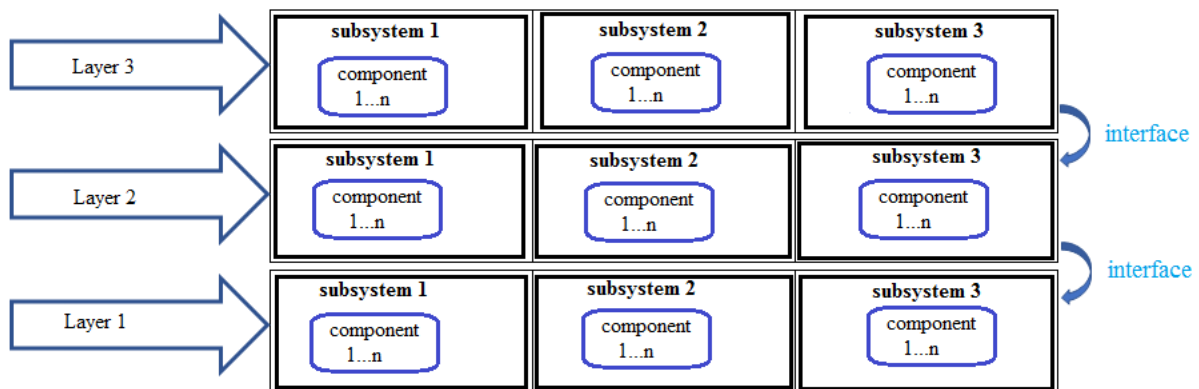 subsystem 1
subsystem 2
subsystem 3
Layer 3
component
1...n
component
1...n
component
1...n
interface
subsystem 1
subsystem 2
subsystem 3
Layer 2
component
1...n
component
1...n
component
1...n
interface
subsystem 1
subsystem 2
subsystem 3
Layer 1
component
1...n
component
1...n
component
1...n